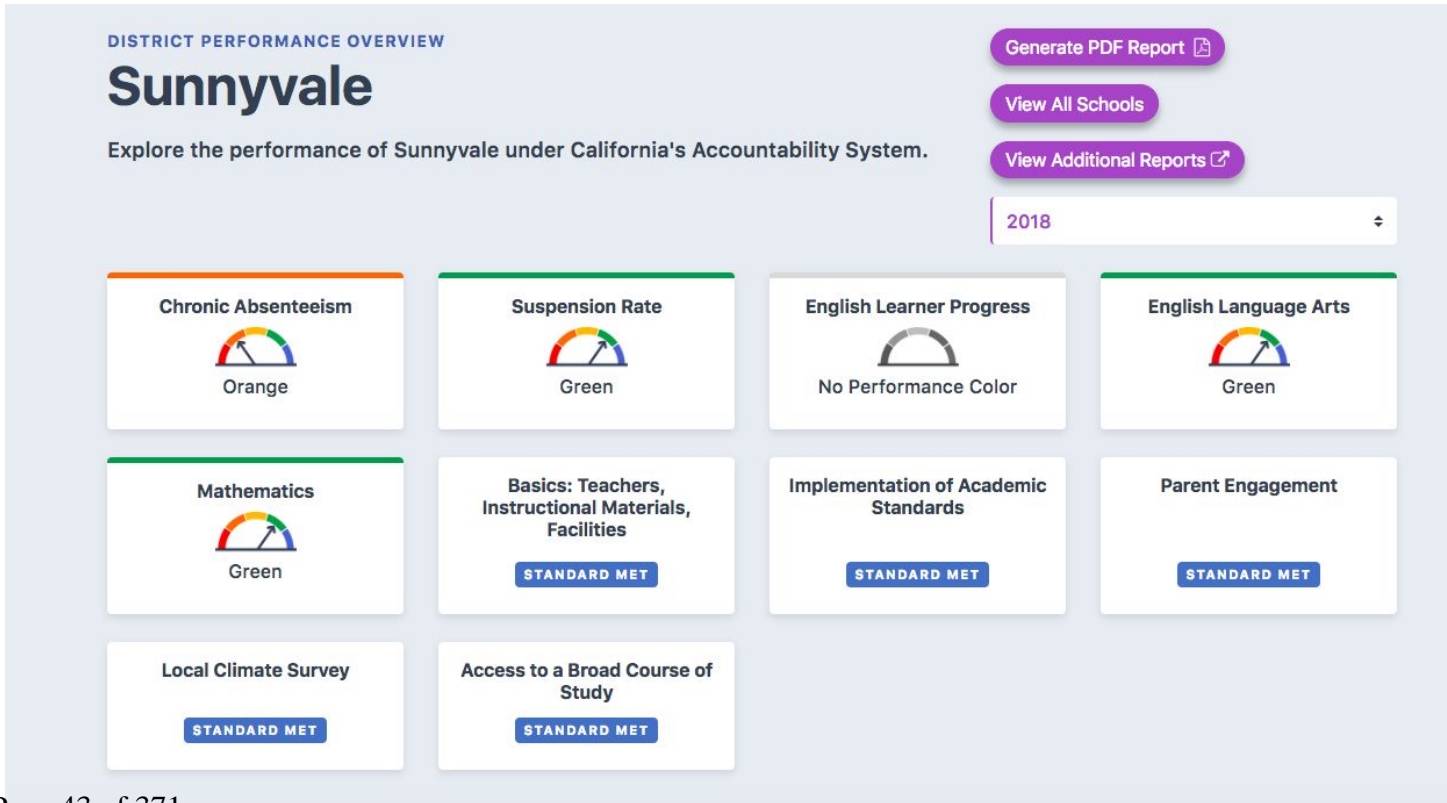 DISTRICT PERFORMANCE OVERVIEW
Sunnyvale
Explore the performance of Sunnyvale under California's Accountability System.
Generate PDF Report
View All Schools
View Additional Reports
2018
Chronic Absenteeism
Orange
Suspension Rate
Green
English Learner Progress
No Performance Color
English Language Arts
Green
Mathematics
Green
Basics: Teachers,
Instructional Materials,
Facilities
STANDARD MET
Implementation of Academic
Standards
STANDARD MET
Parent Engagement
STANDARD MET
Local Climate Survey
STANDARD MET
Access to a Broad Course of
Study
STANDARD MET